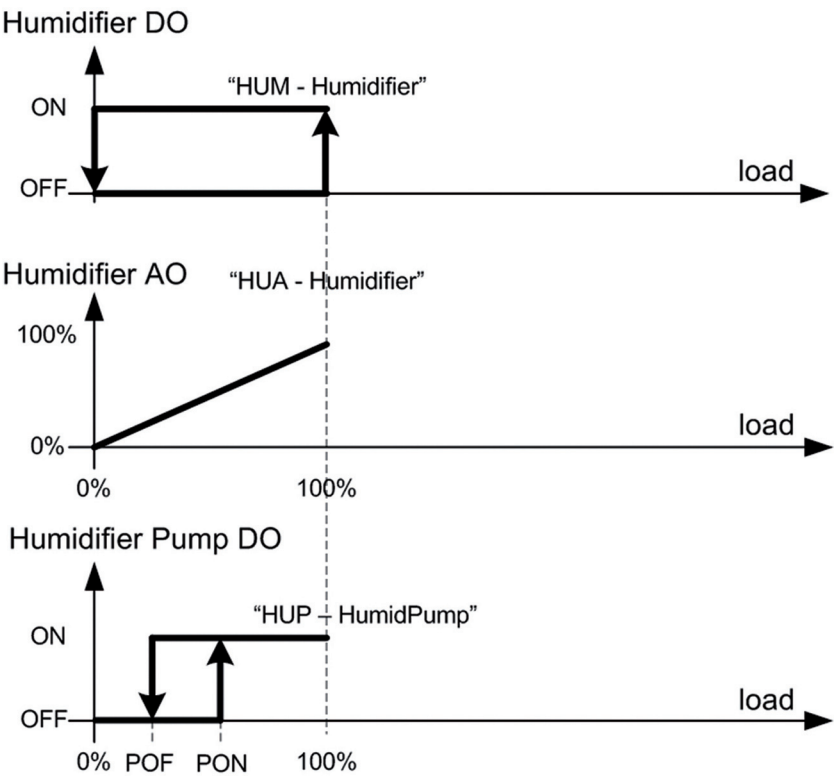 Humidifier DO
“HUM - Humidifier”
ON
OFF
load
Humidifier AO
“HUA - Humidifier”
100%
0%
load
0%
100%
Humidifier Pump DO
“HUP – HumidPump”
ON
OFF
load
0%
POF
PON
100%